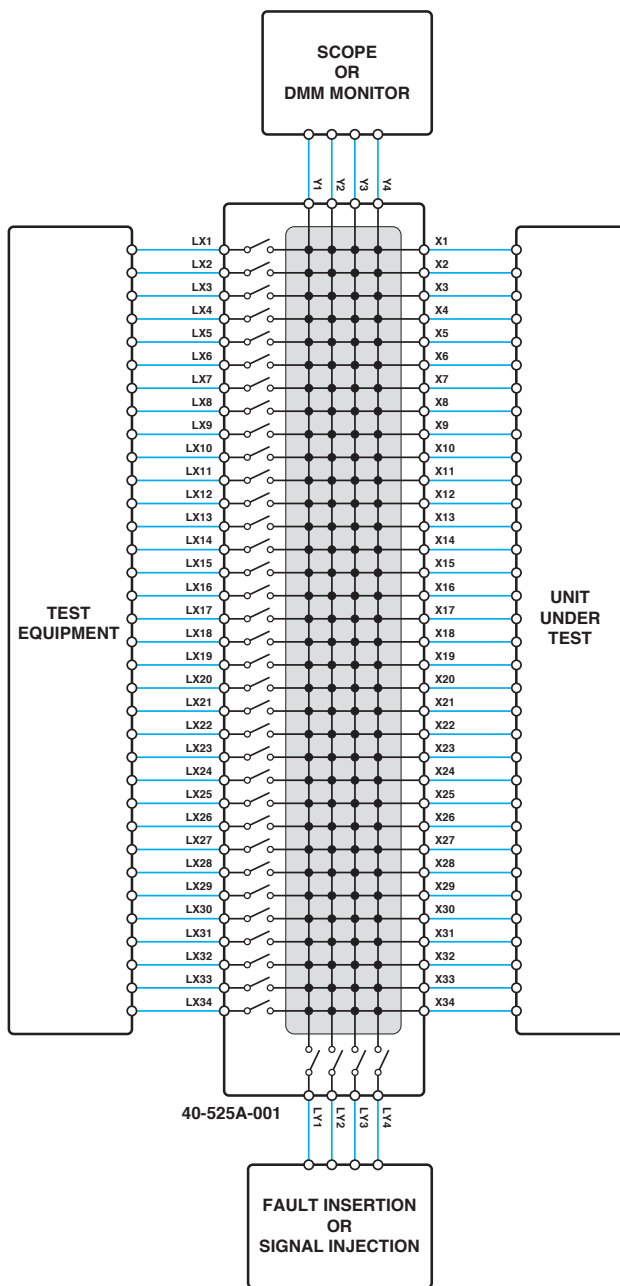 SCOPE
OR
DMM MONITOR
Y1
Y2
Y3
Y4
LX1 X1
LX2 X2
LX3 X3
LX4 X4
LX5 X5
LX6 X6
LX7 X7
LX8 X8
LX9 X9
LX10 X10
LX11 X11
LX12 X12
LX13 X13
LX14 X14
LX15 X15
LX16 X16
LX17 X17
LX18 X18
LX19 X19
LX20 X20
LX21 X21
LX22 X22
LX23 X23
LX24 X24
LX25 X25
LX26 X26
LX27 X27
LX28 X28
LX29 X29
LX30 X30
LX31 X31
LX32 X32
LX33 X33
LX34 X34
TEST
EQUIPMENT
UNIT
UNDER
TEST
40-525A-001
LY1
LY2
LY3
LY4
FAULT INSERTION
OR
SIGNAL INJECTION